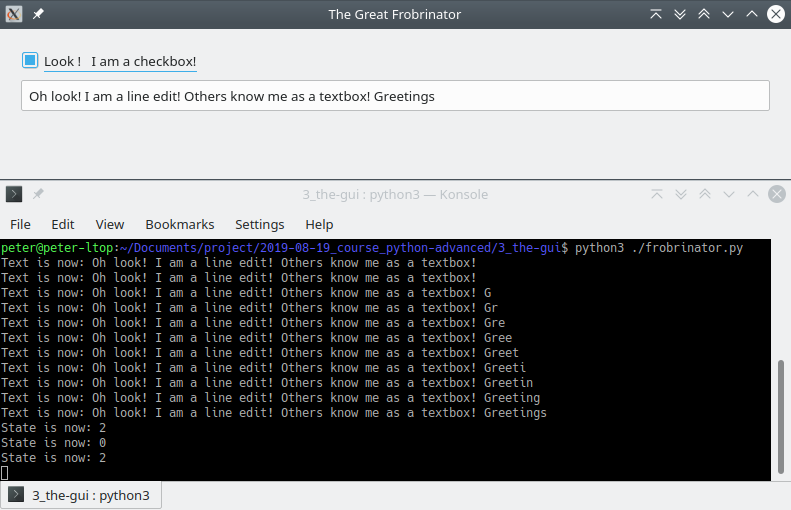 The Great Frobrinator
Look !   I am a checkbox!
Oh look! I am a line edit! Others know me as a textbox! Greetings
3_the-gui : python3 — Konsole
File Edit View Bookmarks Settings Help
peter@peter-ltop:~/Documents/project/2019-08-19_course_python-advanced/3_the-gui$ python3 ./frobrinator.py
Text is now: Oh look! I am a line edit! Others know me as a textbox!
Text is now: Oh look! I am a line edit! Others know me as a textbox!
Text is now: Oh look! I am a line edit! Others know me as a textbox! G
Text is now: Oh look! I am a line edit! Others know me as a textbox! Gr
Text is now: Oh look! I am a line edit! Others know me as a textbox! Gre
Text is now: Oh look! I am a line edit! Others know me as a textbox! Gree
Text is now: Oh look! I am a line edit! Others know me as a textbox! Greet
Text is now: Oh look! I am a line edit! Others know me as a textbox! Greeti
Text is now: Oh look! I am a line edit! Others know me as a textbox! Greetin
Text is now: Oh look! I am a line edit! Others know me as a textbox! Greeting
Text is now: Oh look! I am a line edit! Others know me as a textbox! Greetings
State is now: 2
State is now: 0
State is now: 2
3_the-gui : python3